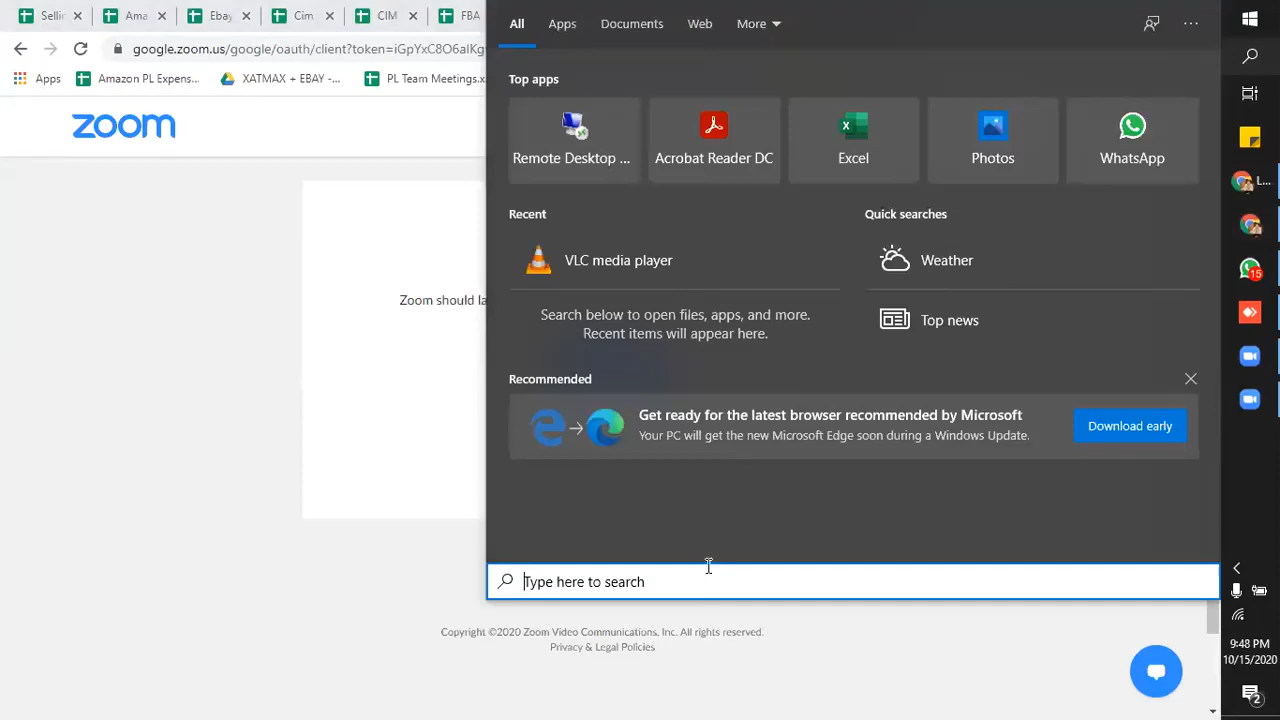 Selli
Ama
Ebay
Cim
CIM
FBA
google.zoom.us/google/oauth/client?token=iGpYxC8O6aIKg
Apps
Amazon PL Expens...
XATMAX + EBAY -...
PL Team Meetings.x
zoom
Zoom should la
All
Apps
Documents
Web
More
Top apps
Remote Desktop ...
Acrobat Reader DC
Excel
Photos
WhatsApp
Recent
Quick searches
VLC media player
Weather
Search below to open files, apps, and more.
Recent items will appear here.
Top news
Recommended
Get ready for the latest browser recommended by Microsoft
Your PC will get the new Microsoft Edge soon during a Windows Update.
Download early
Type here to search
Copyright ©2020 Zoom Video Communications, Inc. All rights reserved.
Privacy & Legal Policies
L...
15
9:48 PM
10/15/2020
2